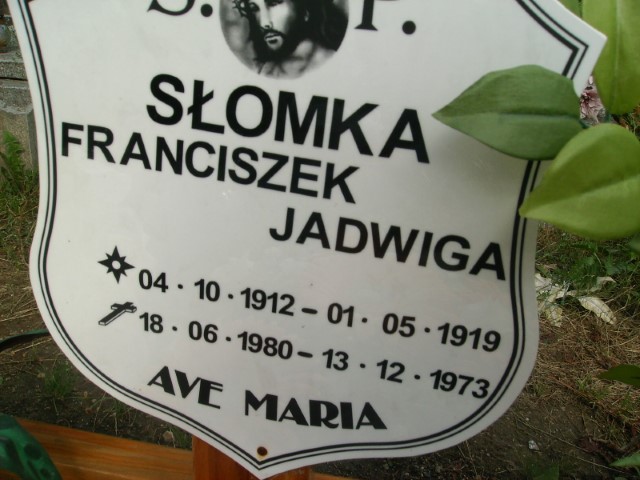 S. P.
SŁOMKA
FRANCISZEK
JADWIGA
04 · 10 · 1912 – 01 · 05 · 1919
18 · 06 · 1980 – 13 · 12 · 1973
AVE MARIA